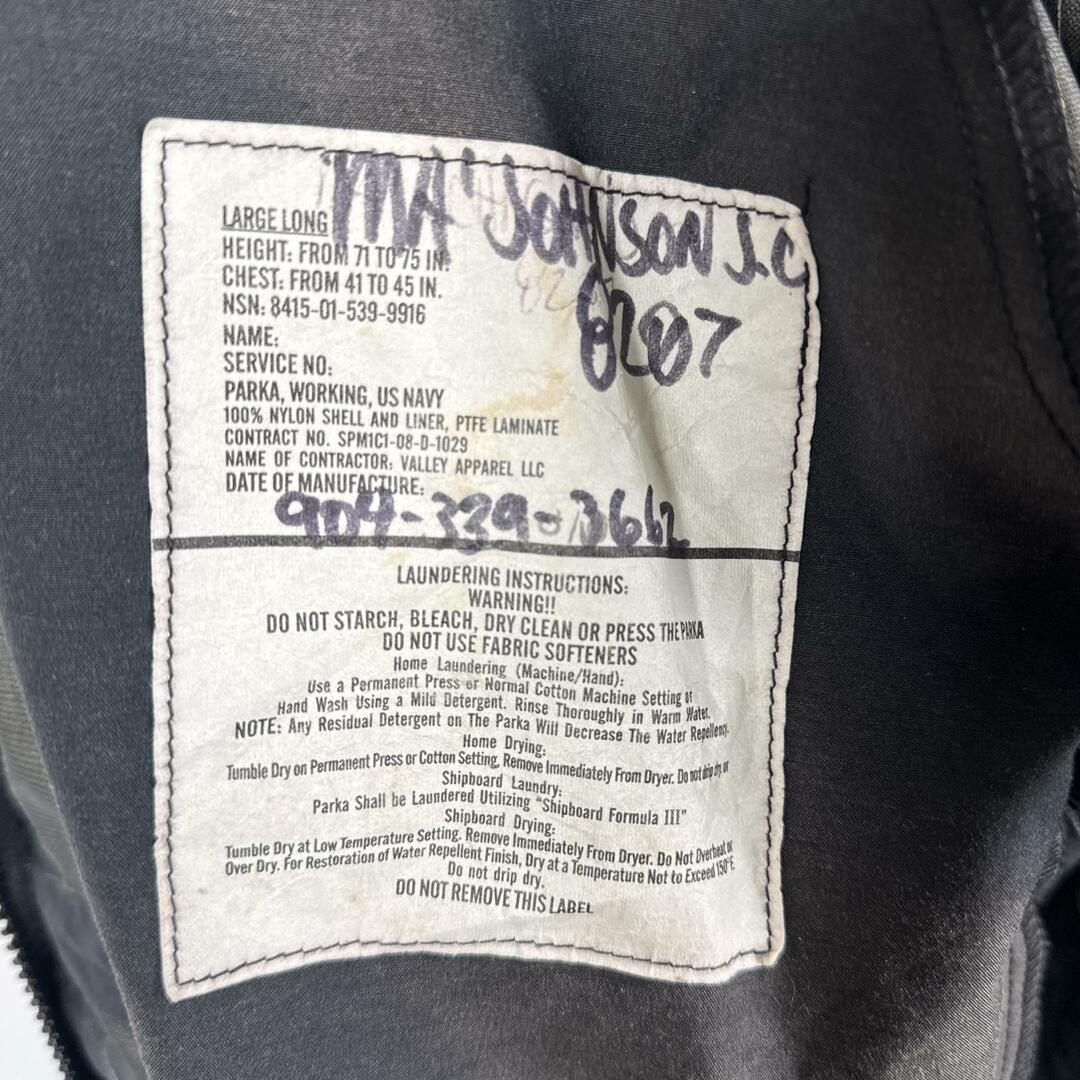 MA JOHNSON J.C
LARGE LONG
HEIGHT: FROM 71 TO 75 IN.
CHEST: FROM 41 TO 45 IN.
8207
NSN: 8415-01-539-9916
NAME:
SERVICE NO:
PARKA, WORKING, US NAVY
100% NYLON SHELL AND LINER, PTFE LAMINATE
CONTRACT NO. SPM1C1-08-D-1029
NAME OF CONTRACTOR: VALLEY APPAREL LLC
DATE OF MANUFACTURE:
904-339-3662
LAUNDERING INSTRUCTIONS:
WARNING!!
DO NOT STARCH, BLEACH, DRY CLEAN OR PRESS THE PARKA
DO NOT USE FABRIC SOFTENERS
Home Laundering (Machine/Hand):
Use a Permanent Press or Normal Cotton Machine Setting or
Hand Wash Using a Mild Detergent. Rinse Thoroughly in Warm Water.
NOTE: Any Residual Detergent on The Parka Will Decrease The Water Repellency.
Home Drying:
Tumble Dry on Permanent Press or Cotton Setting, Remove Immediately From Dryer. Do not drip dry, or
Shipboard Laundry:
Parka Shall be Laundered Utilizing "Shipboard Formula III"
Shipboard Drying:
Tumble Dry at Low Temperature Setting. Remove Immediately From Dryer. Do Not Overheat or
Over Dry. For Restoration of Water Repellent Finish, Dry at a Temperature Not to Exceed 150°F.
Do not drip dry.
DO NOT REMOVE THIS LABEL